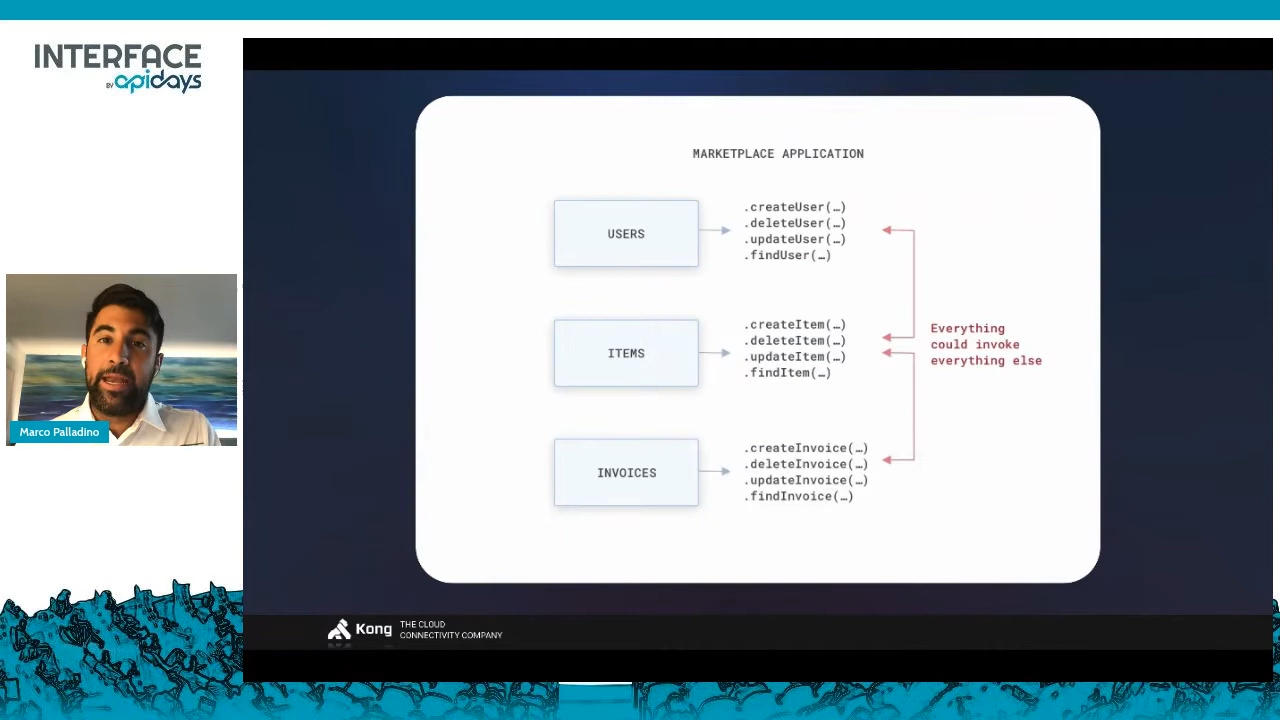 INTERFACE
BY apidays
MARKETPLACE APPLICATION
USERS
.createUser(…)
.deleteUser(…)
.updateUser(…)
.findUser(…)
ITEMS
.createItem(…)
.deleteItem(…)
.updateItem(…)
.findItem(…)
Everything
could invoke
everything else
INVOICES
.createInvoice(…)
.deleteInvoice(…)
.updateInvoice(…)
.findInvoice(…)
Marco Palladino
Kong
THE CLOUD
CONNECTIVITY COMPANY